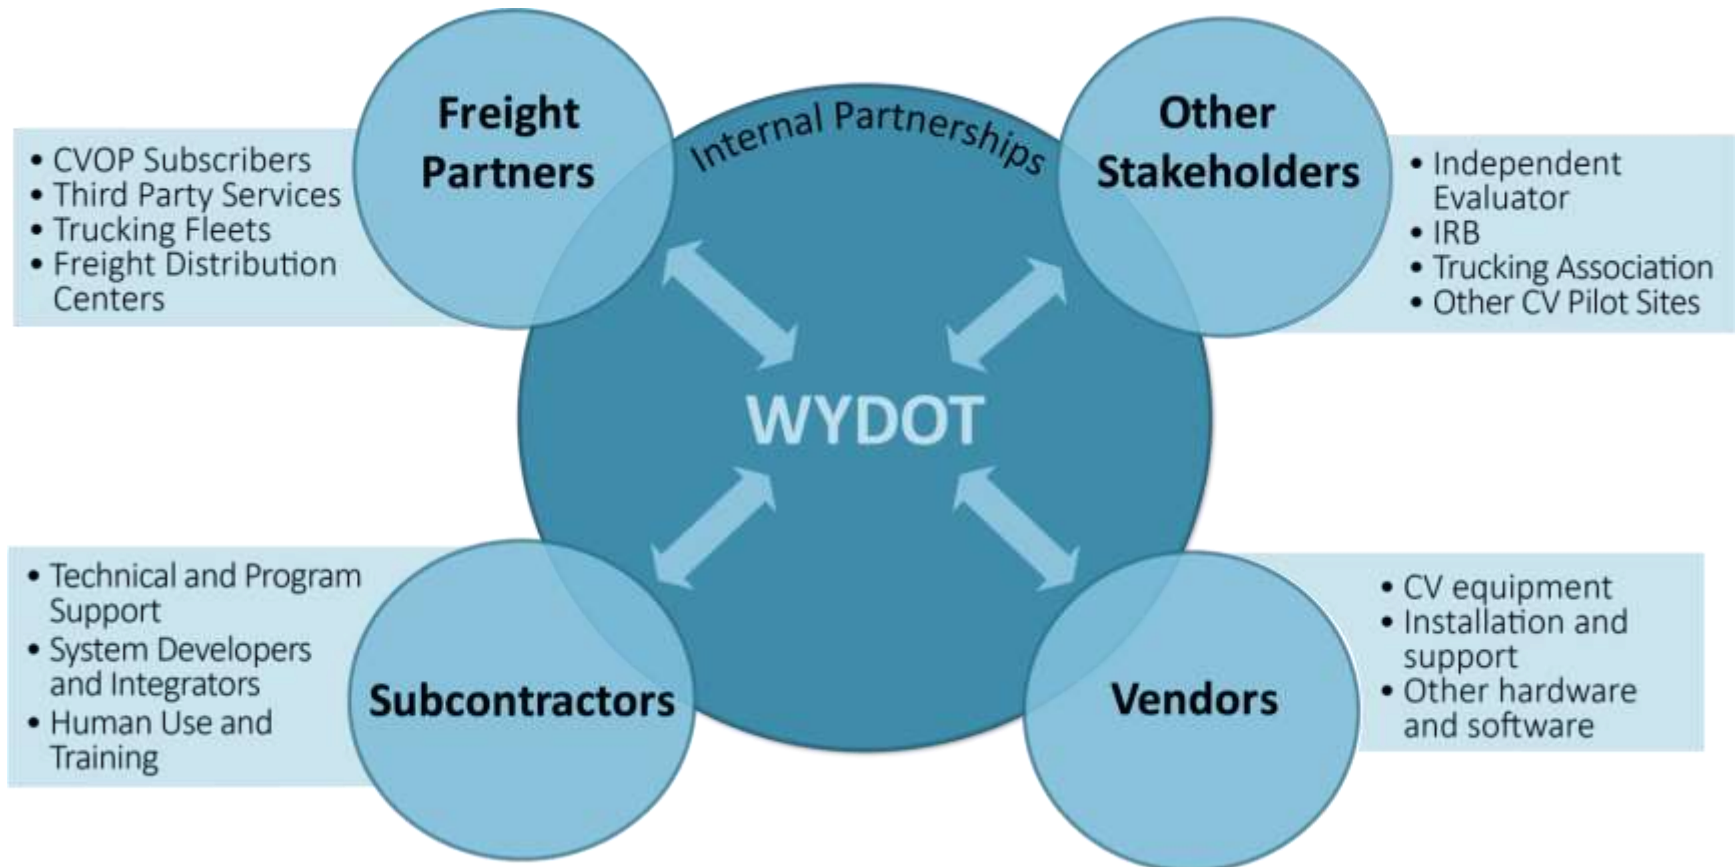 Freight
Partners
• CVOP Subscribers
• Third Party Services
• Trucking Fleets
• Freight Distribution
Centers
Internal Partnerships
Other
Stakeholders
• Independent
Evaluator
• IRB
• Trucking Association
• Other CV Pilot Sites
WYDOT
• Technical and Program
Support
• System Developers
and Integrators
• Human Use and
Training
Subcontractors
Vendors
• CV equipment
• Installation and
support
• Other hardware
and software